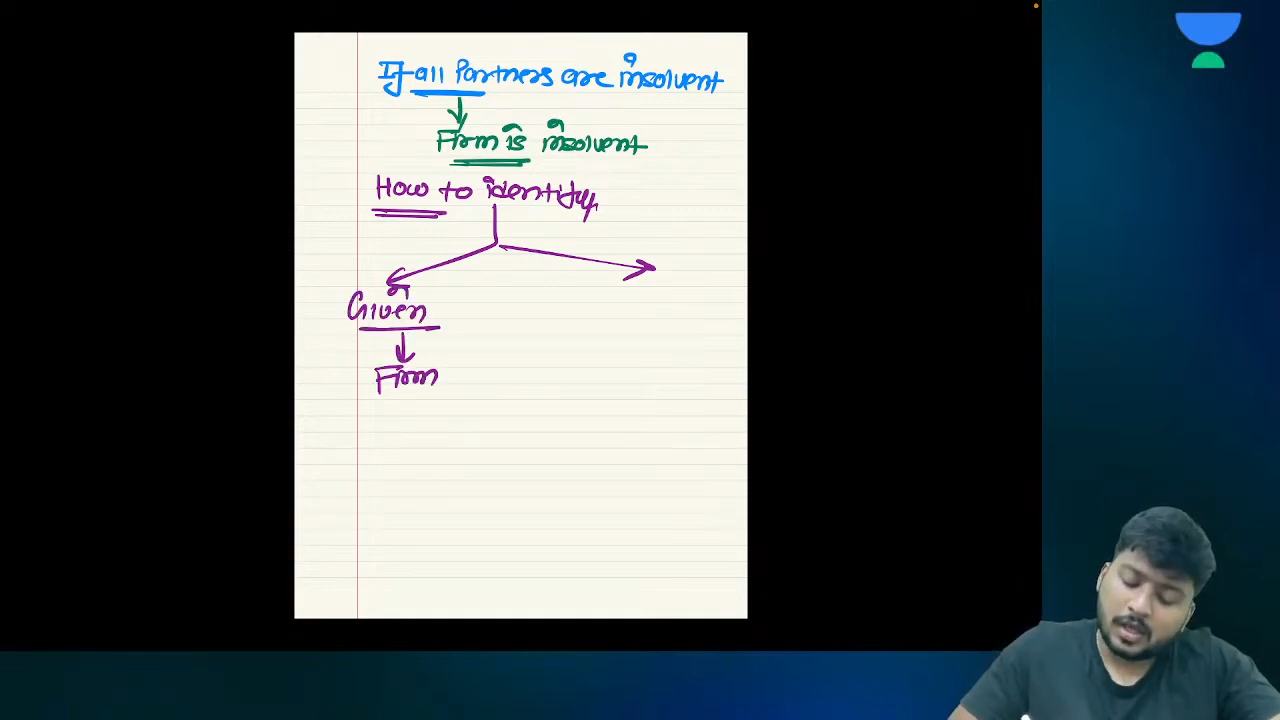 If all Partners are insolvent
Firm is insolvent
How to identify
Given
Firm